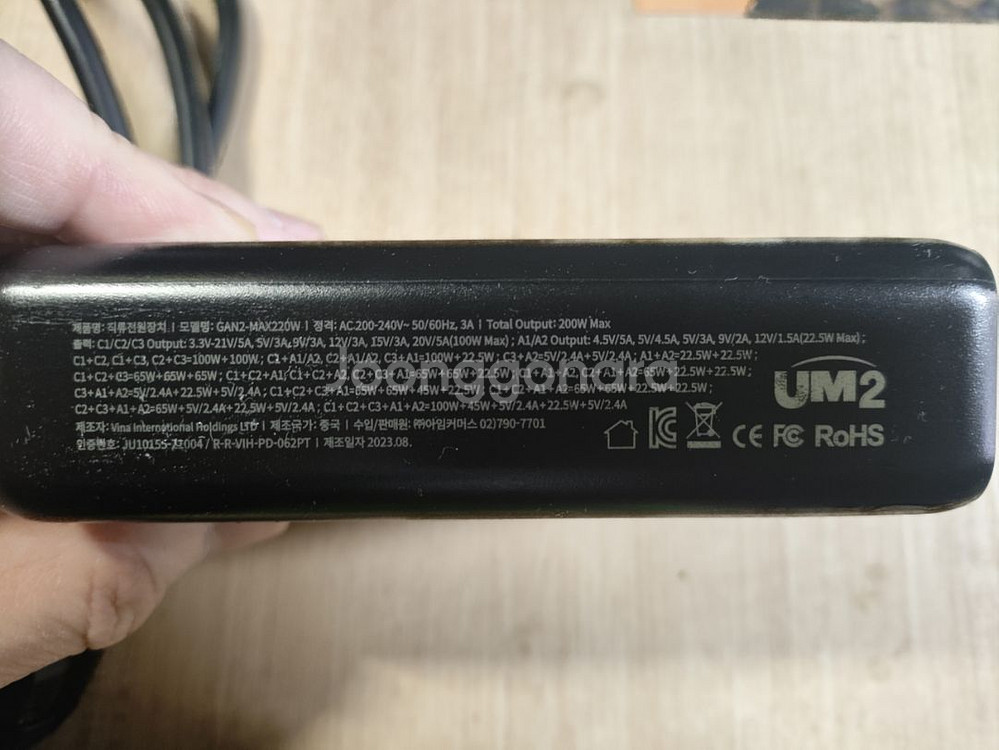 제품명: 직류전원장치 | 모델명: GAN2-MAX220W | 정격: AC.200-240V~ 50/60Hz, 3A | Total Output: 200W Max
출력: C1/C2/C3 Output: 3.3V-21V/5A, 5V/3A, 9V/3A, 12V/3A, 15V/3A, 20V/5A(100W Max) ; A1/A2 Output: 4.5V/5A, 5V/4.5A, 5V/3A, 9V/2A, 12V/1.5A(22.5W Max) ;
C1+C2, C1+C3, C2+C3=100W+100W; C1+A1/A2, C2+A1/A2, C3+A1=100W+22.5W ; C3+A2=5V/2.4A+5V/2.4A ; A1+A2=22.5W+22.5W ;
C1+C2+C3=65W+65W+65W ; C1+C2+A1, C1+C2+A2, C3+A1=65W+65W+22.5W ; A1+A2=65W+22.5W+22.5W ;
C3+A1+A2=5V/2.4A+22.5W+5V/2.4A ; C1+C2+C3+A1=65W+65W+45W+22.5W ; A1+A2=65W+65W+22.5W+22.5W ;
C2+C3+A1+A2=65W+5V/2.4A+22.5W+5V/2.4A ; C1+C2+C3+A1+A2=100W+45W+5V/2.4A+22.5W+5V/2.4A
제조자: Vina International Holdings LTD | 제조국가: 중국 | 수입/판매원: ㈜아임커머스 02)790-7701
인증번호: / R-R-VIH-PD-062PT | 제조일자 2023.08.
UM2
CE FC RoHS
Joonggonara